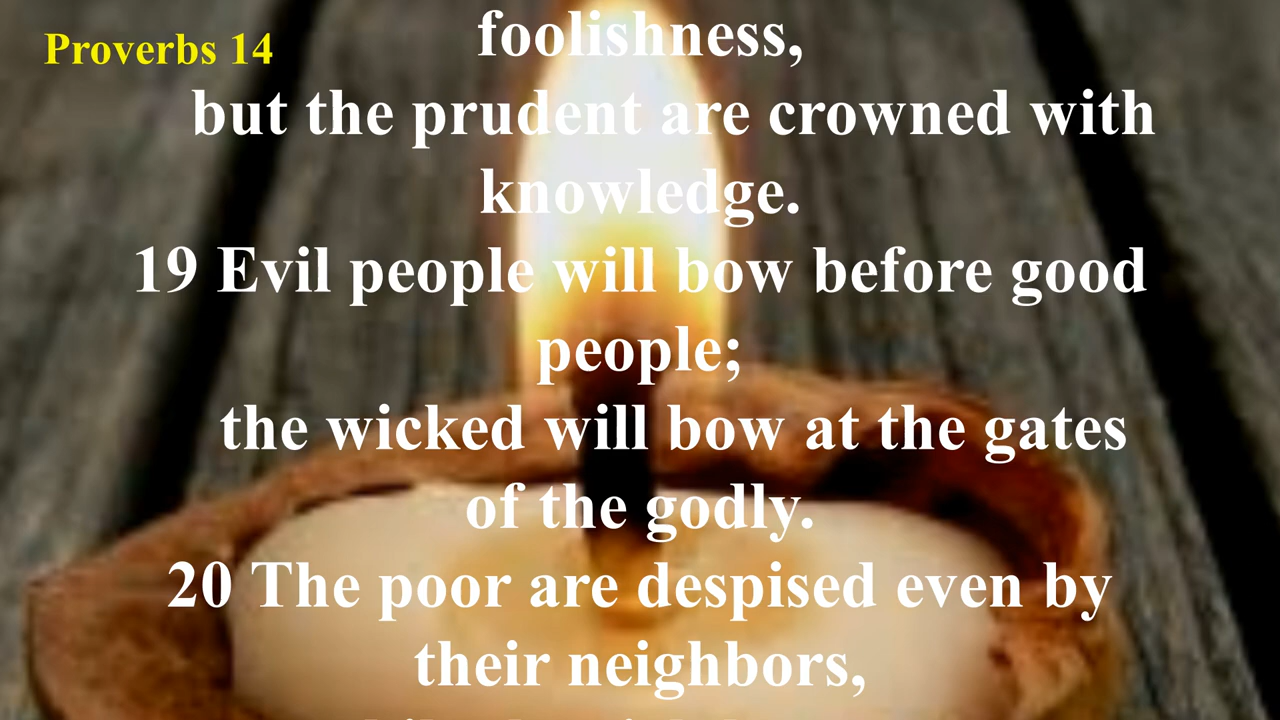 Proverbs 14
foolishness,
but the prudent are crowned with
knowledge.
19 Evil people will bow before good
people;
the wicked will bow at the gates
of the godly.
20 The poor are despised even by
their neighbors,